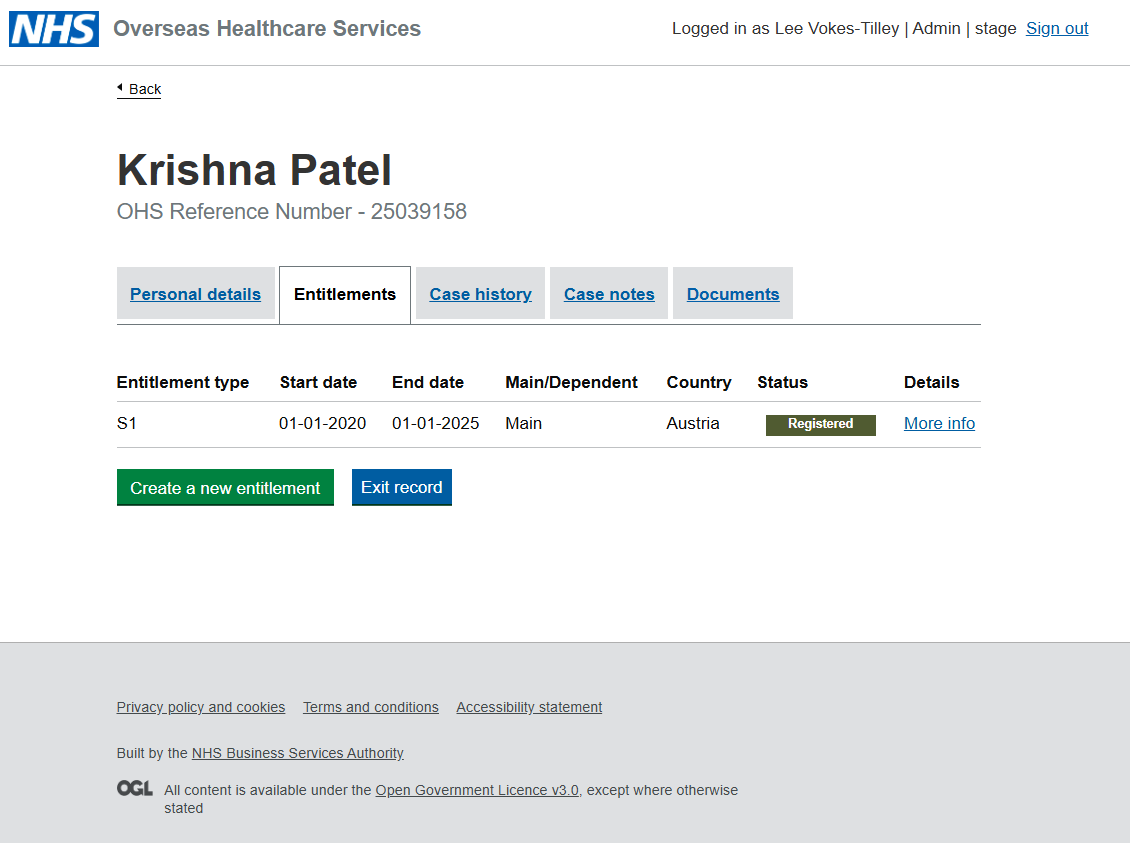 NHS Overseas Healthcare Services Logged in as Lee Vokes-Tilley | Admin | stage Sign out
Back
Krishna Patel
OHS Reference Number - 25039158
Personal details Entitlements Case history Case notes Documents
Entitlement type Start date End date Main/Dependent Country Status Details
S1 01-01-2020 01-01-2025 Main Austria Registered More info
Create a new entitlement Exit record
Privacy policy and cookies Terms and conditions Accessibility statement
Built by the NHS Business Services Authority
OGL All content is available under the Open Government Licence v3.0, except where otherwise
stated